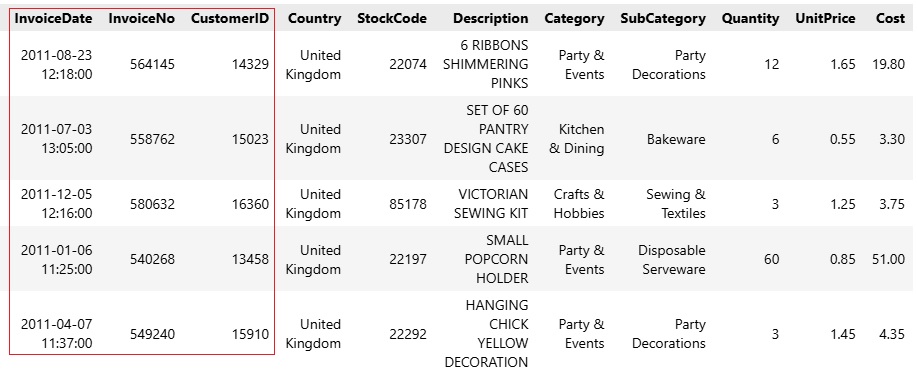 InvoiceDate InvoiceNo CustomerID Country StockCode Description Category SubCategory Quantity UnitPrice Cost
2011-08-23 12:18:00 564145 14329 United Kingdom 22074 6 RIBBONS SHIMMERING PINKS Party & Events Party Decorations 12 1.65 19.80
2011-07-03 13:05:00 558762 15023 United Kingdom 23307 SET OF 60 PANTRY DESIGN CAKE CASES Kitchen & Dining Bakeware 6 0.55 3.30
2011-12-05 12:16:00 580632 16360 United Kingdom 85178 VICTORIAN SEWING KIT Crafts & Hobbies Sewing & Textiles 3 1.25 3.75
2011-01-06 11:25:00 540268 13458 United Kingdom 22197 SMALL POPCORN HOLDER Party & Events Disposable Serveware 60 0.85 51.00
2011-04-07 11:37:00 549240 15910 United Kingdom 22292 HANGING CHICK YELLOW DECORATION Party & Events Party Decorations 3 1.45 4.35